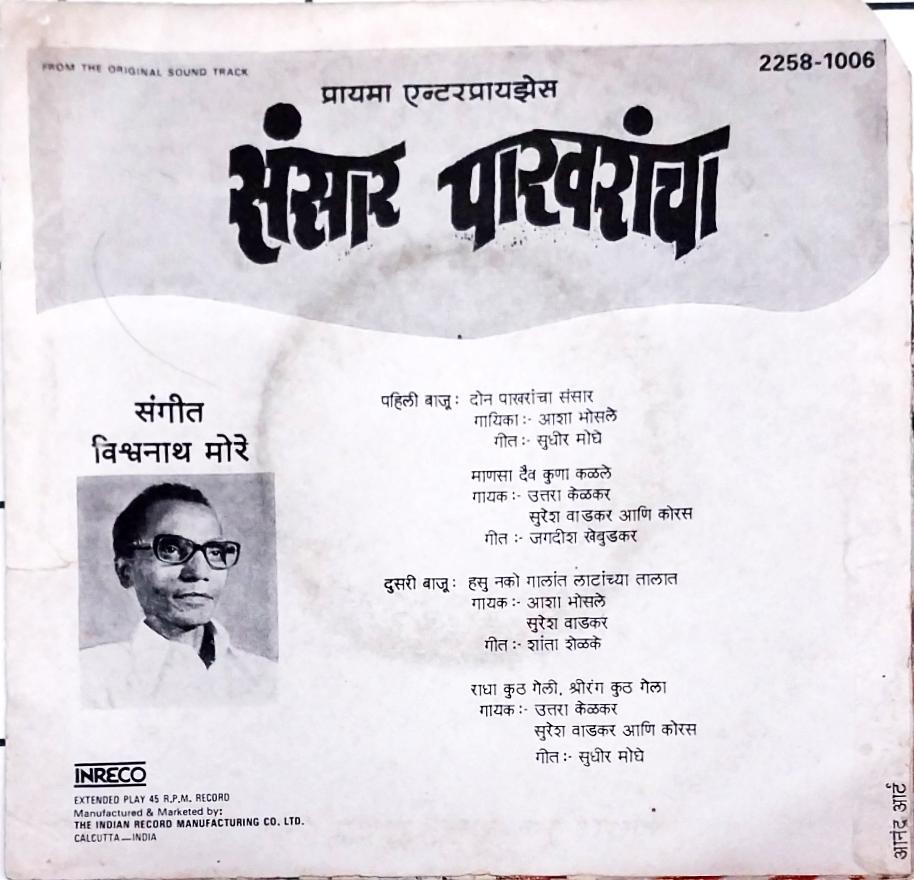 FROM THE ORIGINAL SOUND TRACK
2258-1006
प्रायमा एन्टरप्रायझेस
संसार पाखरांचा
संगीत
विश्वनाथ मोरे
पहिली बाजू : दोन पाखरांचा संसार
गायिका :- आशा भोसले
गीत :- सुधीर मोघे
माणसा दैव कुणा कळले
गायक :- उत्तरा केळकर
सुरेश वाडकर आणि कोरस
गीत :- जगदीश खेबुडकर
दुसरी बाजू : हसु नको गालांत लाटांच्या तालात
गायक :- आशा भोसले
सुरेश वाडकर
गीत :- शांता शेळके
राधा कुठ गेली, श्रीरंग कुठ गेला
गायक :- उत्तरा केळकर
सुरेश वाडकर आणि कोरस
गीत :- सुधीर मोघे
INRECO
EXTENDED PLAY 45 R.P.M. RECORD
Manufactured & Marketed by:
THE INDIAN RECORD MANUFACTURING CO. LTD.
CALCUTTA—INDIA
आनंद आर्ट